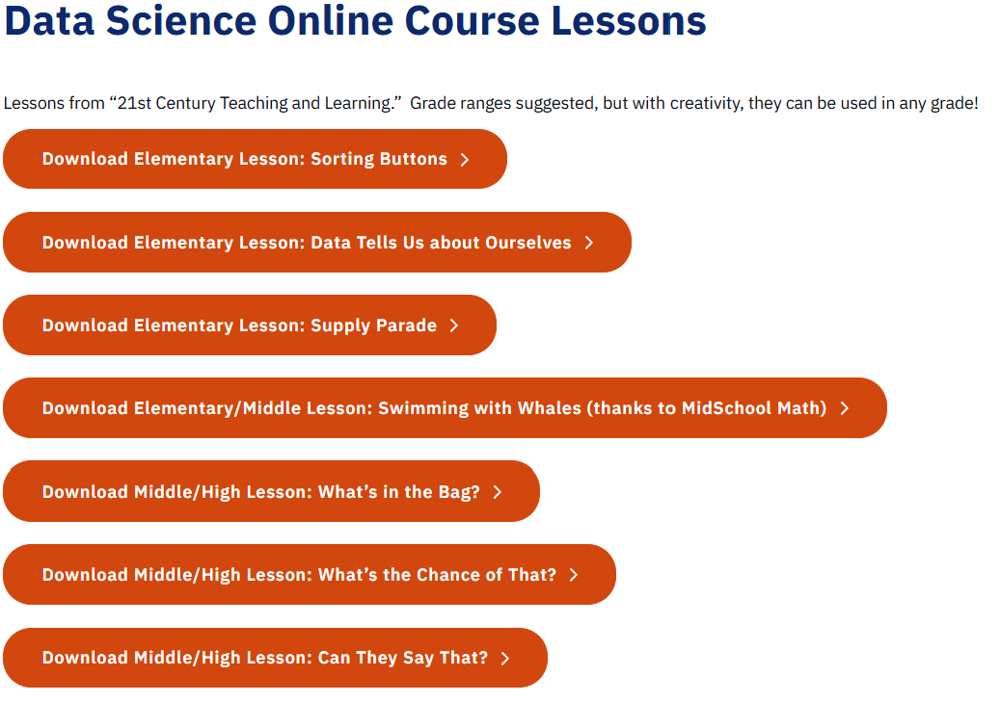 Data Science Online Course Lessons
Lessons from “21st Century Teaching and Learning.”  Grade ranges suggested, but with creativity, they can be used in any grade!
Download Elementary Lesson: Sorting Buttons
Download Elementary Lesson: Data Tells Us about Ourselves
Download Elementary Lesson: Supply Parade
Download Elementary/Middle Lesson: Swimming with Whales (thanks to MidSchool Math)
Download Middle/High Lesson: What’s in the Bag?
Download Middle/High Lesson: What’s the Chance of That?
Download Middle/High Lesson: Can They Say That?